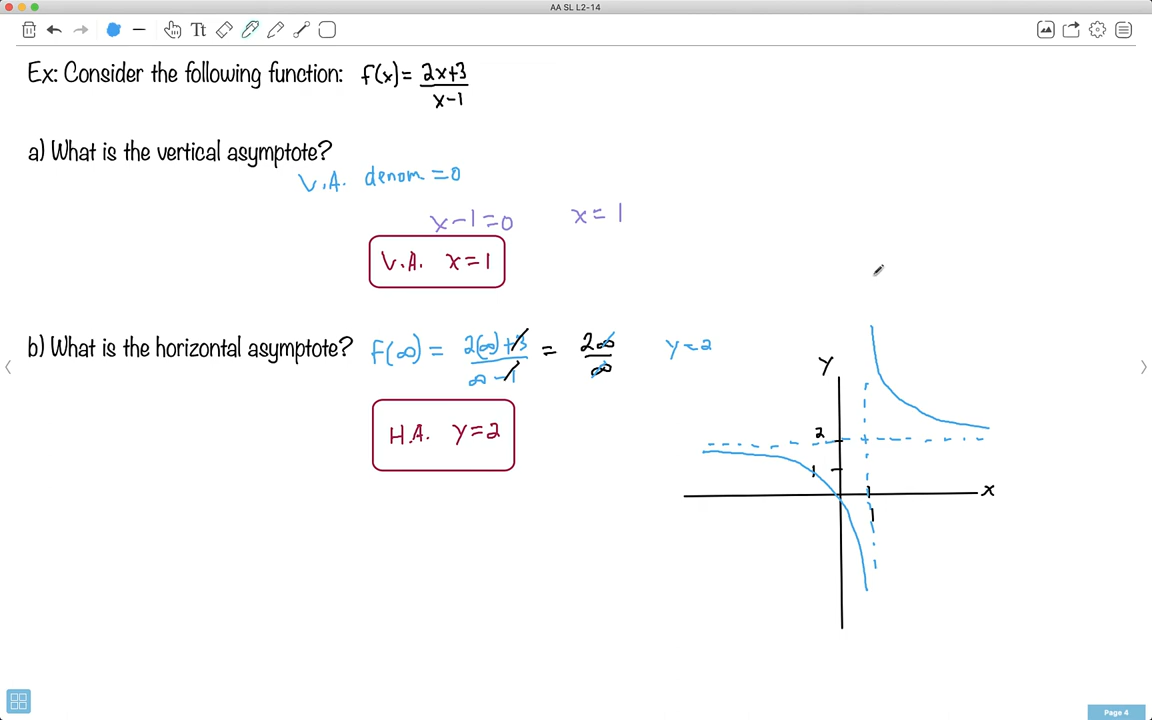 AA SL L2-14
Tt
Ex: Consider the following function: f(x)= 2x+3
x-1
a) What is the vertical asymptote?
V.A. denom =0
x-1=0 x=1
V.A. x=1
b) What is the horizontal asymptote? f(∞) = 2(∞)+3 = 2∞ y=2
∞-1 ∞
H.A. y=2
y
2
1
x
1
Page 4